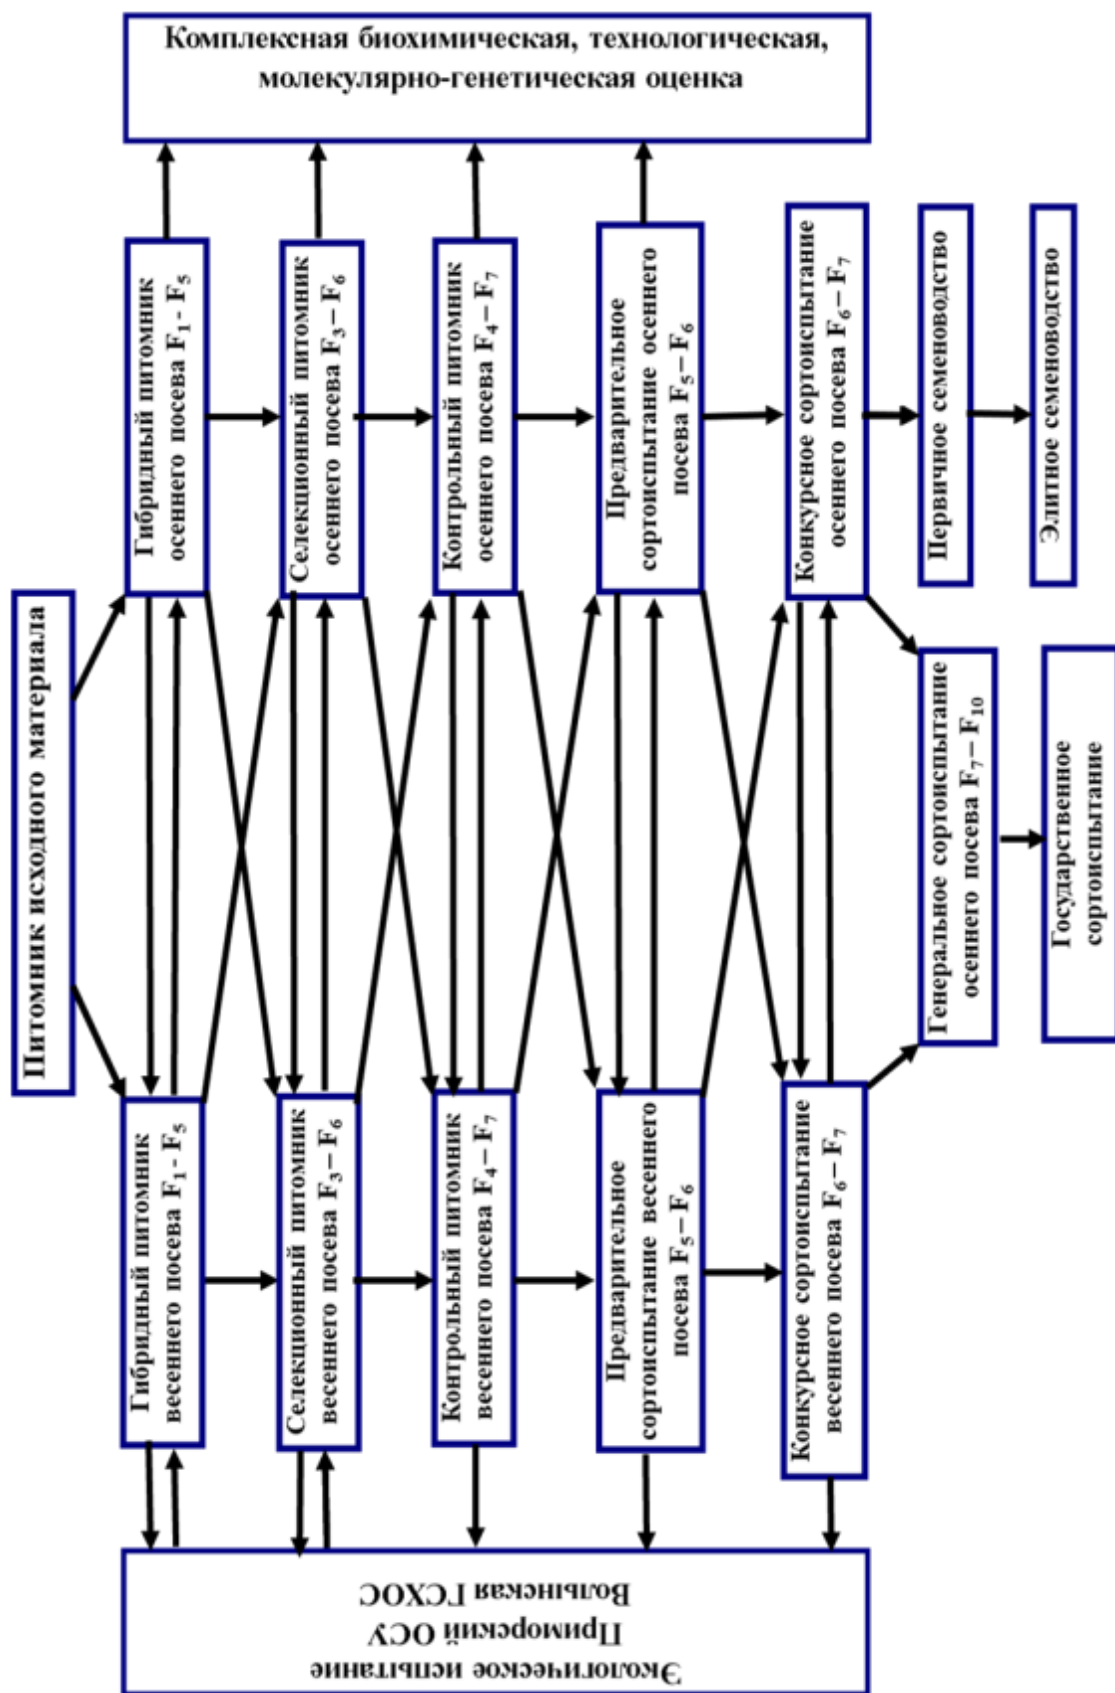 Питомник исходного материала
Гибридный питомник
весеннего посева F₁- F₅
Гибридный питомник
осеннего посева F₁- F₅
Селекционный питомник
весеннего посева F₃– F₆
Селекционный питомник
осеннего посева F₃– F₆
Контрольный питомник
весеннего посева F₄– F₇
Контрольный питомник
осеннего посева F₄– F₇
Предварительное
сортоиспытание весеннего
посева F₅– F₆
Предварительное
сортоиспытание осеннего
посева F₅– F₆
Конкурсное сортоиспытание
весеннего посева F₆– F₇
Конкурсное сортоиспытание
осеннего посева F₆– F₇
Генеральное сортоиспытание
осеннего посева F₇– F₁₀
Государственное
сортоиспытание
Первичное семеноводство
Элитное семеноводство
Экологическое испытание
Приморский ОСУ
Волынская ГСХОС
Комплексная биохимическая, технологическая,
молекулярно-генетическая оценка